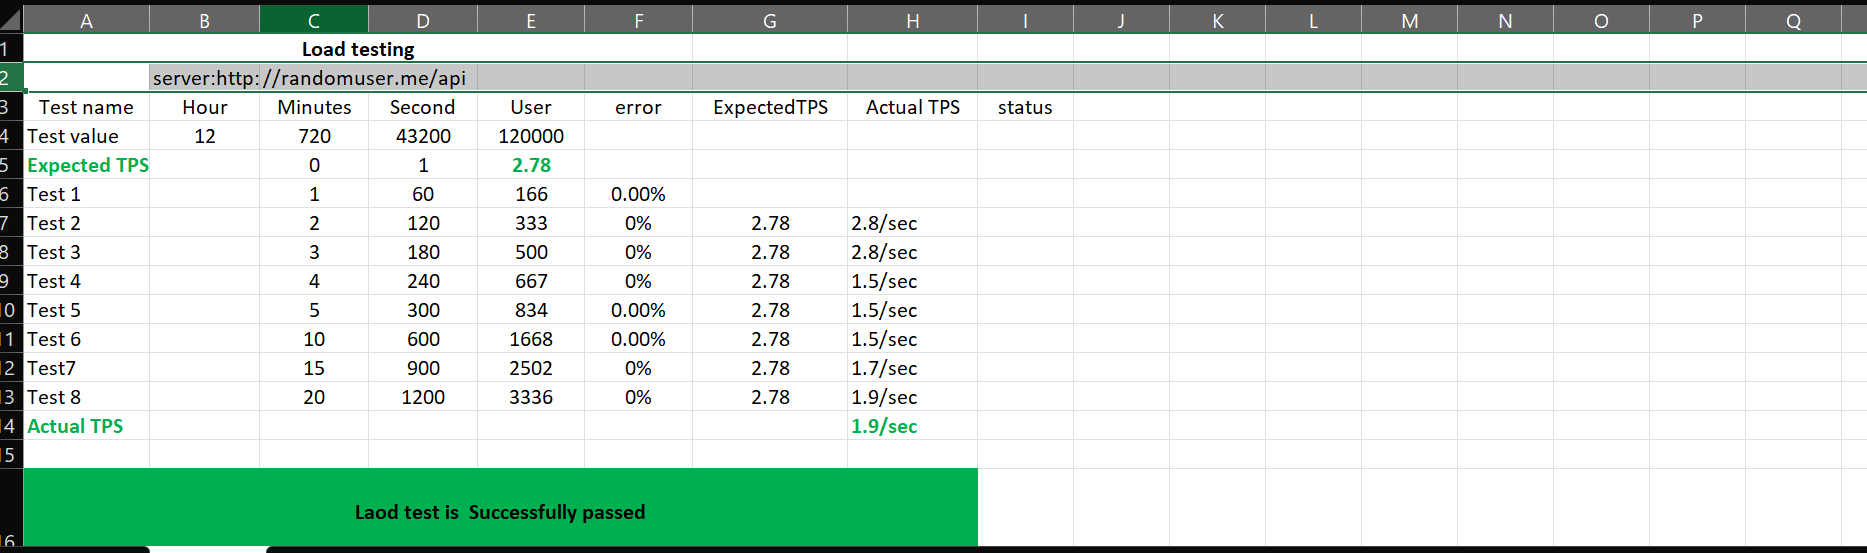 A B C D E F G H I J K L M N O P Q
1 Load testing
2 server:http://randomuser.me/api
3 Test name Hour Minutes Second User error ExpectedTPS Actual TPS status
4 Test value 12 720 43200 120000
5 Expected TPS 0 1 2.78
6 Test 1 1 60 166 0.00%
7 Test 2 2 120 333 0% 2.78 2.8/sec
8 Test 3 3 180 500 0% 2.78 2.8/sec
9 Test 4 4 240 667 0% 2.78 1.5/sec
10 Test 5 5 300 834 0.00% 2.78 1.5/sec
11 Test 6 10 600 1668 0.00% 2.78 1.5/sec
12 Test7 15 900 2502 0% 2.78 1.7/sec
13 Test 8 20 1200 3336 0% 2.78 1.9/sec
14 Actual TPS 1.9/sec
15
16 Laod test is Successfully passed